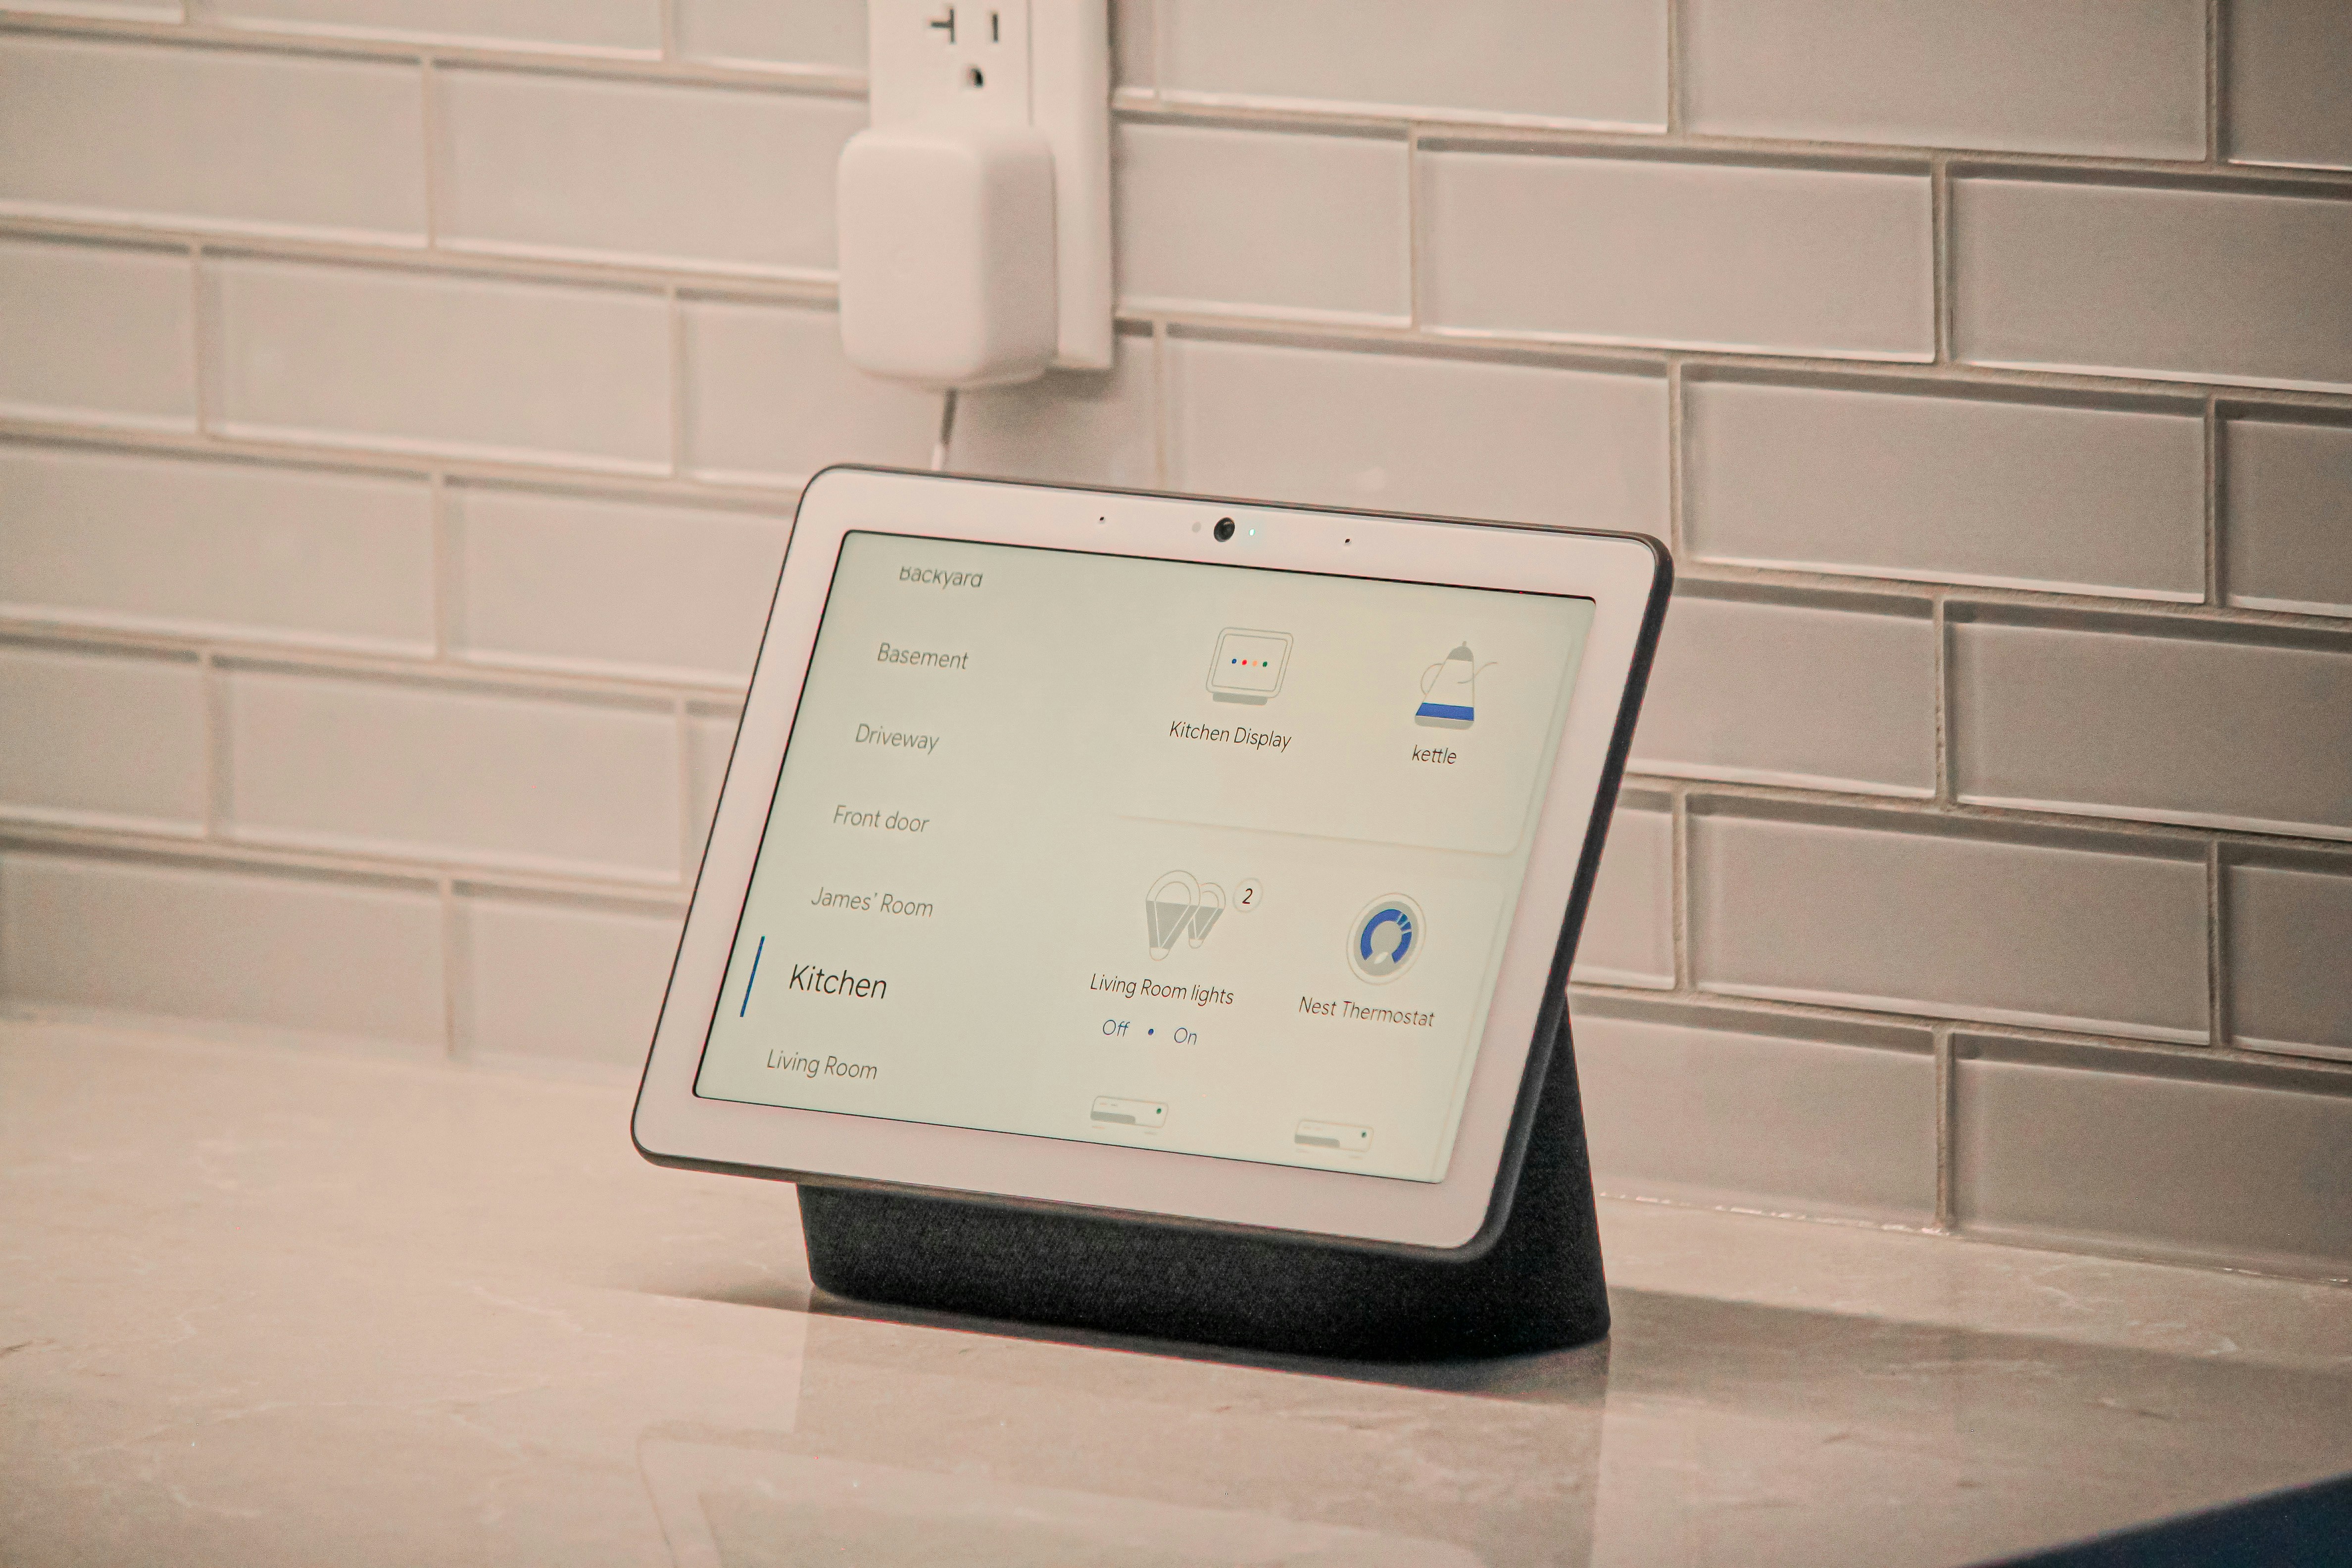 Backyard
Basement
Driveway
Front door
James' Room
Kitchen
Living Room
Kitchen Display
kettle
2
Living Room lights
Off • On
Nest Thermostat